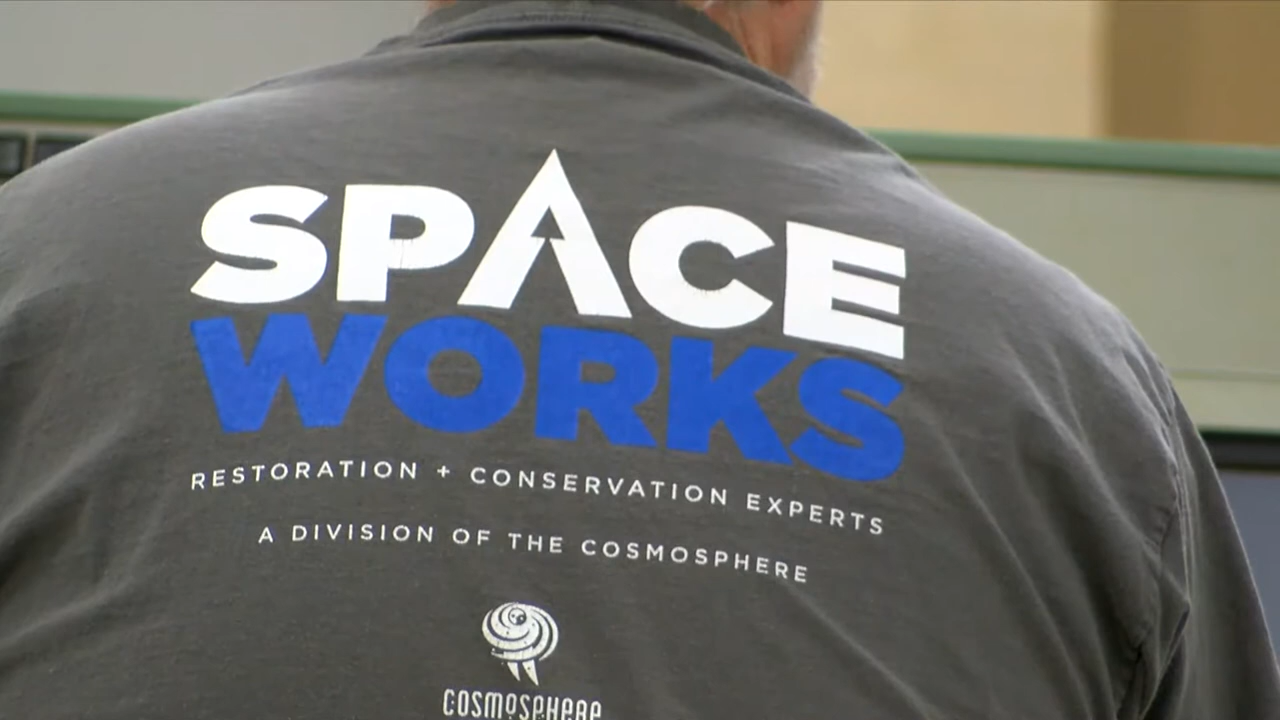 SPACE
WORKS
RESTORATION + CONSERVATION EXPERTS
A DIVISION OF THE COSMOSPHERE
COSMOSPHERE